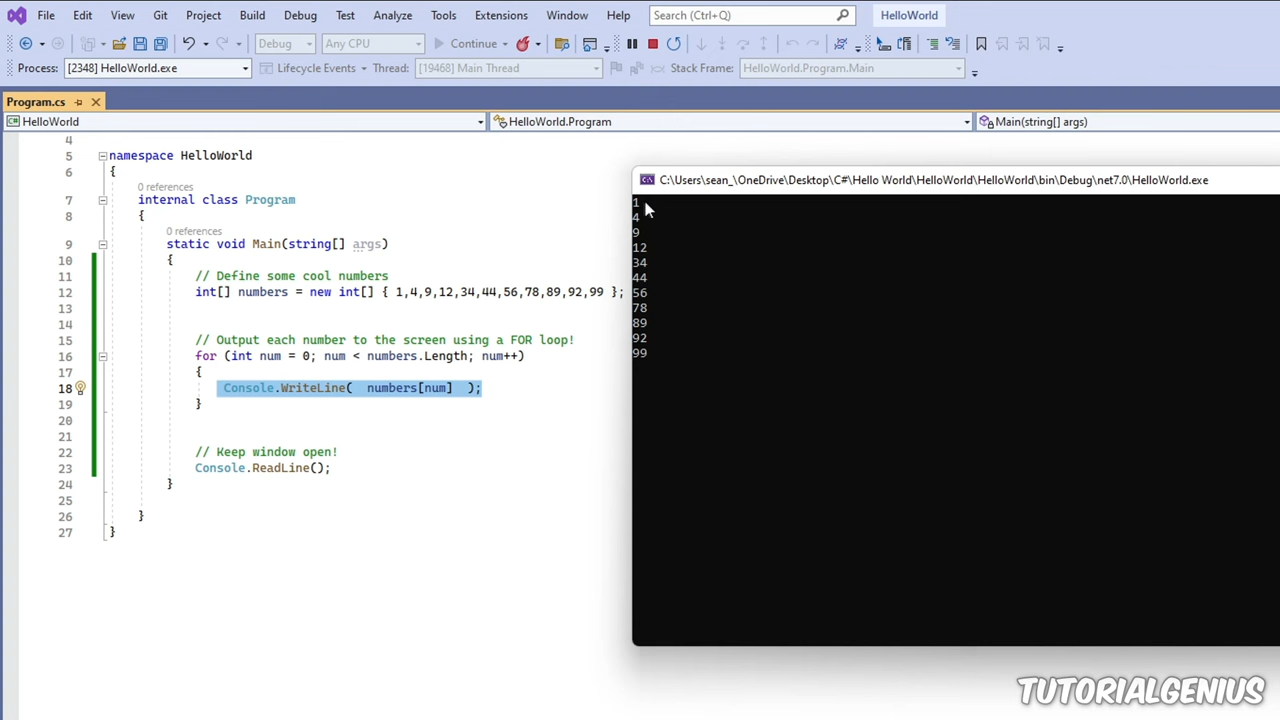 File Edit View Git Project Build Debug Test Analyze Tools Extensions Window Help Search (Ctrl+Q) HelloWorld
Debug Any CPU Continue
Process: [2348] HelloWorld.exe Lifecycle Events Thread: [19468] Main Thread Stack Frame: HelloWorld.Program.Main
Program.cs
HelloWorld HelloWorld.Program Main(string[] args)
4
5 namespace HelloWorld
6 {
0 references
7 internal class Program
8 {
0 references
9 static void Main(string[] args)
10 {
11 // Define some cool numbers
12 int[] numbers = new int[] { 1,4,9,12,34,44,56,78,89,92,99 };
13
14
15 // Output each number to the screen using a FOR loop!
16 for (int num = 0; num < numbers.Length; num++)
17 {
18 Console.WriteLine( numbers[num] );
19 }
20
21
22 // Keep window open!
23 Console.ReadLine();
24 }
25
26 }
27 }
C:\Users\sean_\OneDrive\Desktop\C#\Hello World\HelloWorld\HelloWorld\bin\Debug\net7.0\HelloWorld.exe
1
4
9
12
34
44
56
78
89
92
99
TUTORIALGENIUS